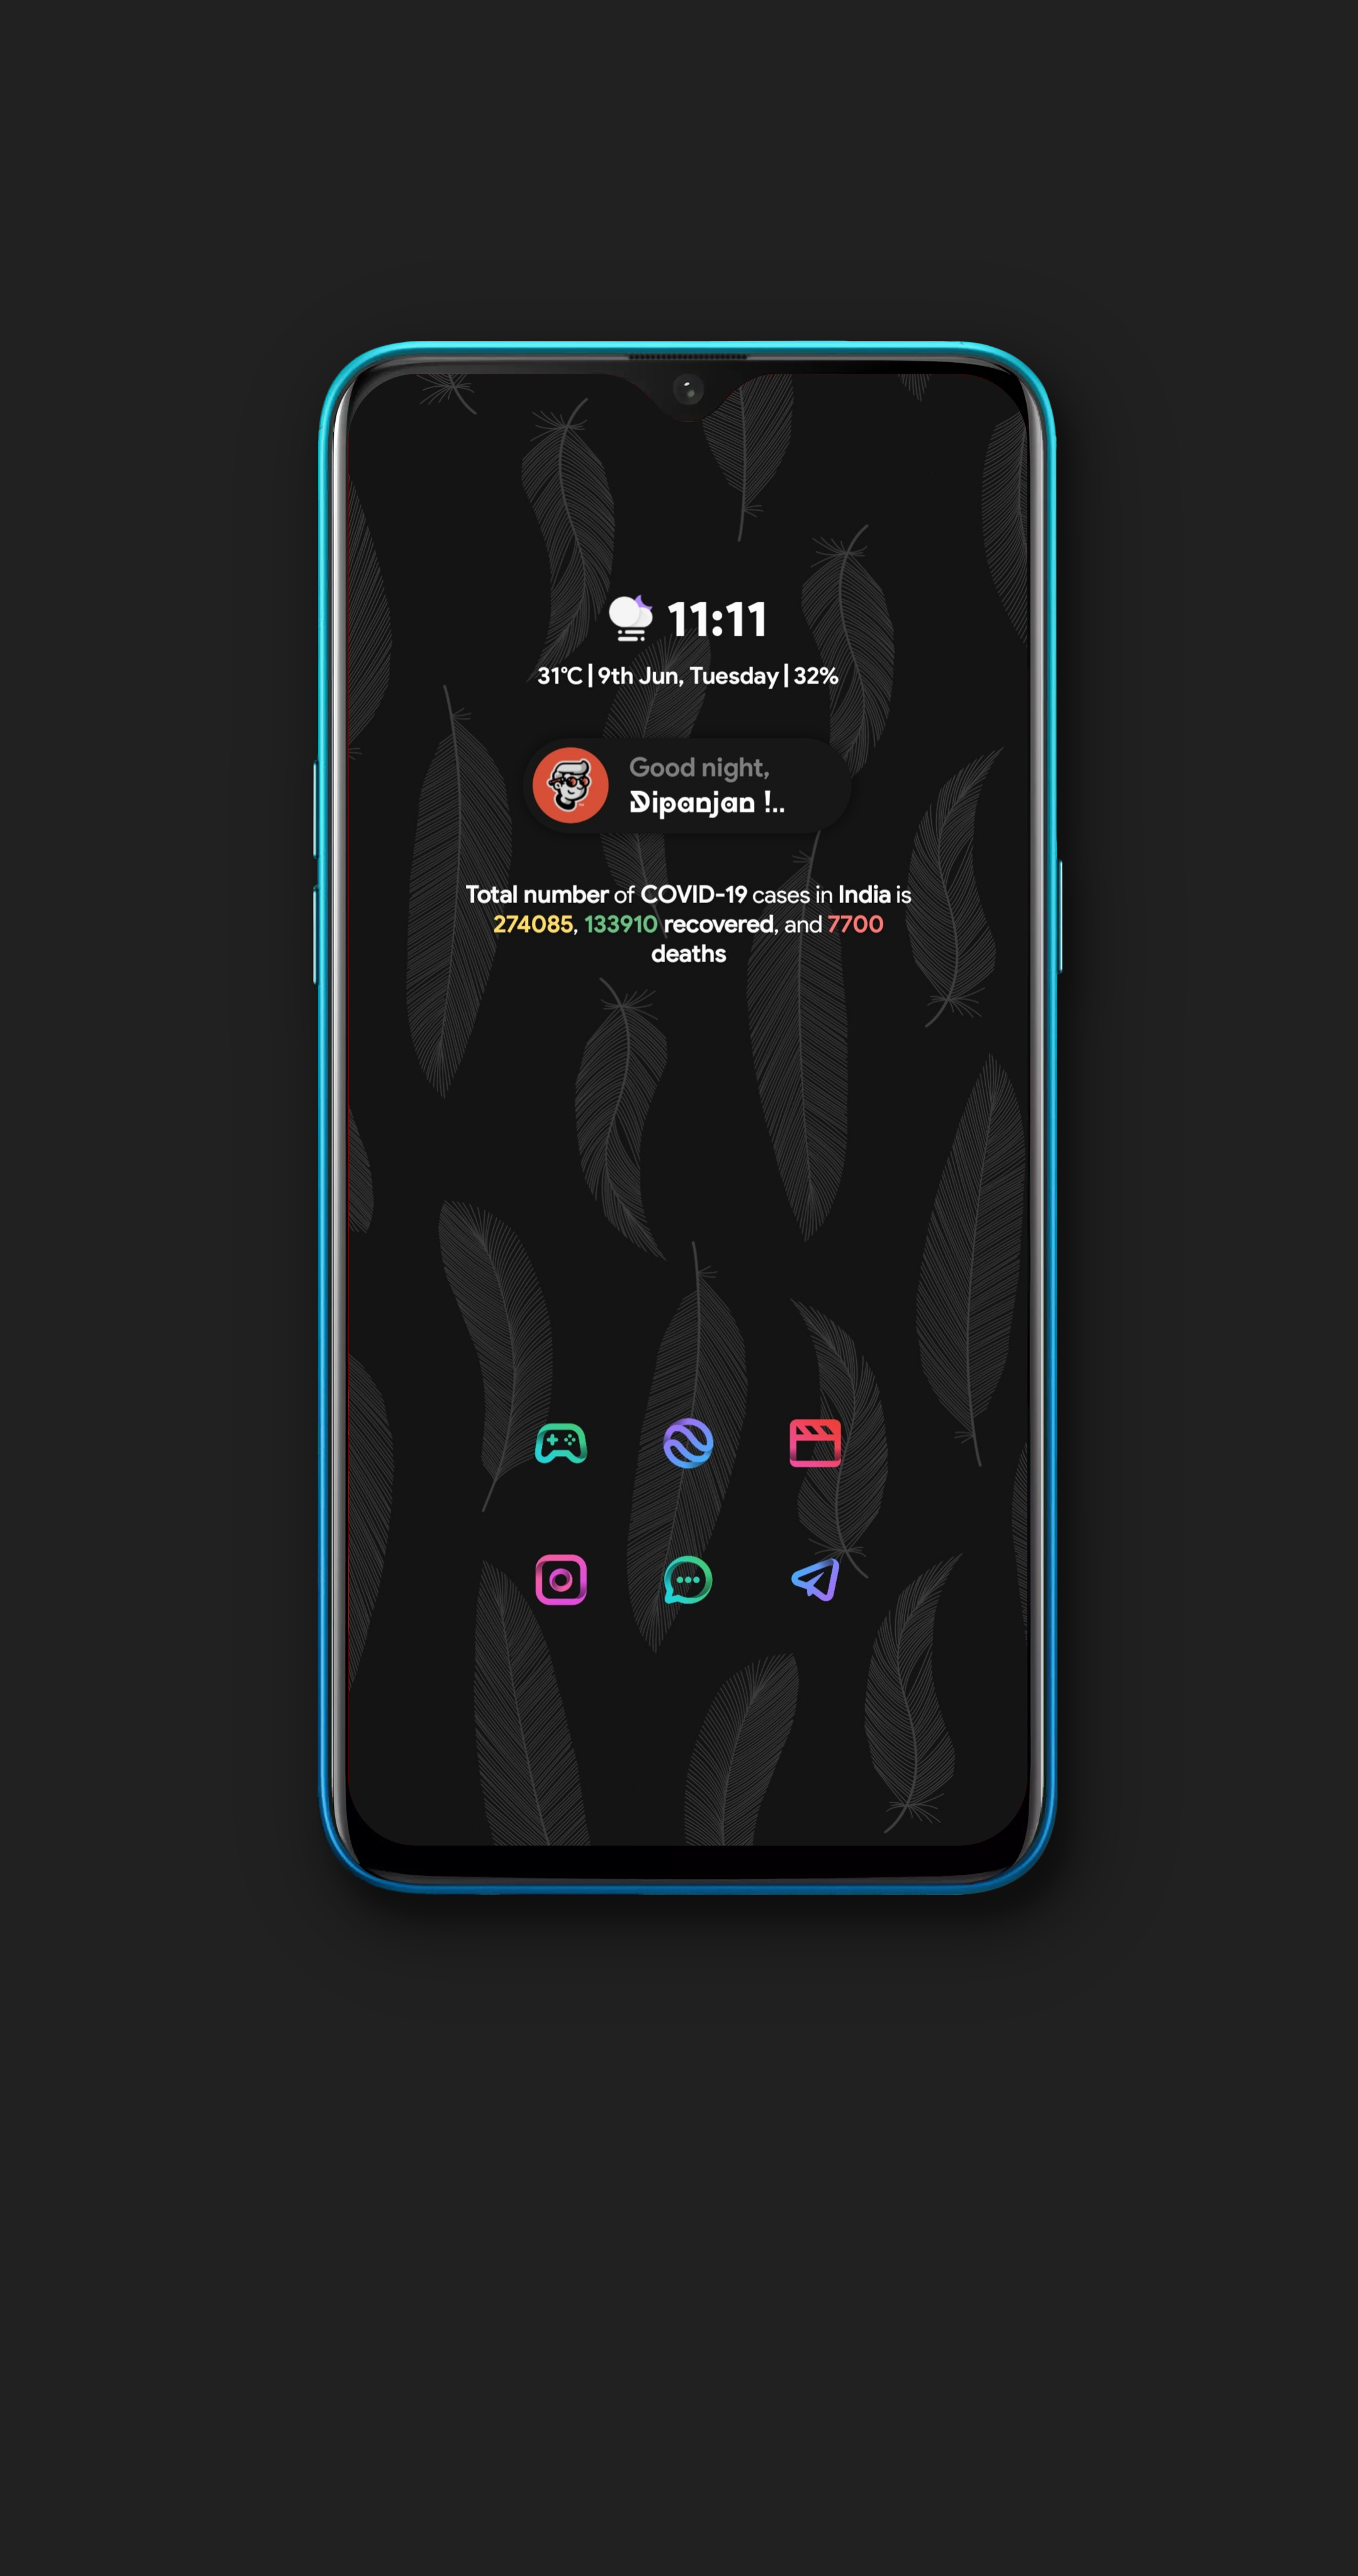 11:11
31°C | 9th Jun, Tuesday | 32%
Good night,
Dipanjan !..
Total number of COVID-19 cases in India is
274085, 133910 recovered, and 7700
deaths